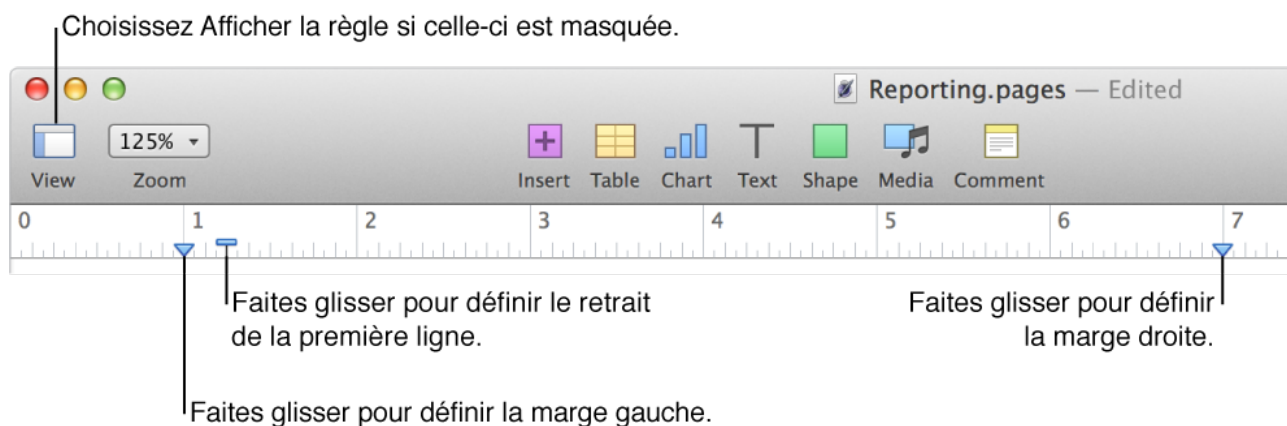 Choisissez Afficher la règle si celle-ci est masquée.
Reporting.pages — Edited
125%
View Zoom Insert Table Chart Text Shape Media Comment
0 1 2 3 4 5 6 7
Faites glisser pour définir le retrait
de la première ligne.
Faites glisser pour définir
la marge droite.
Faites glisser pour définir la marge gauche.